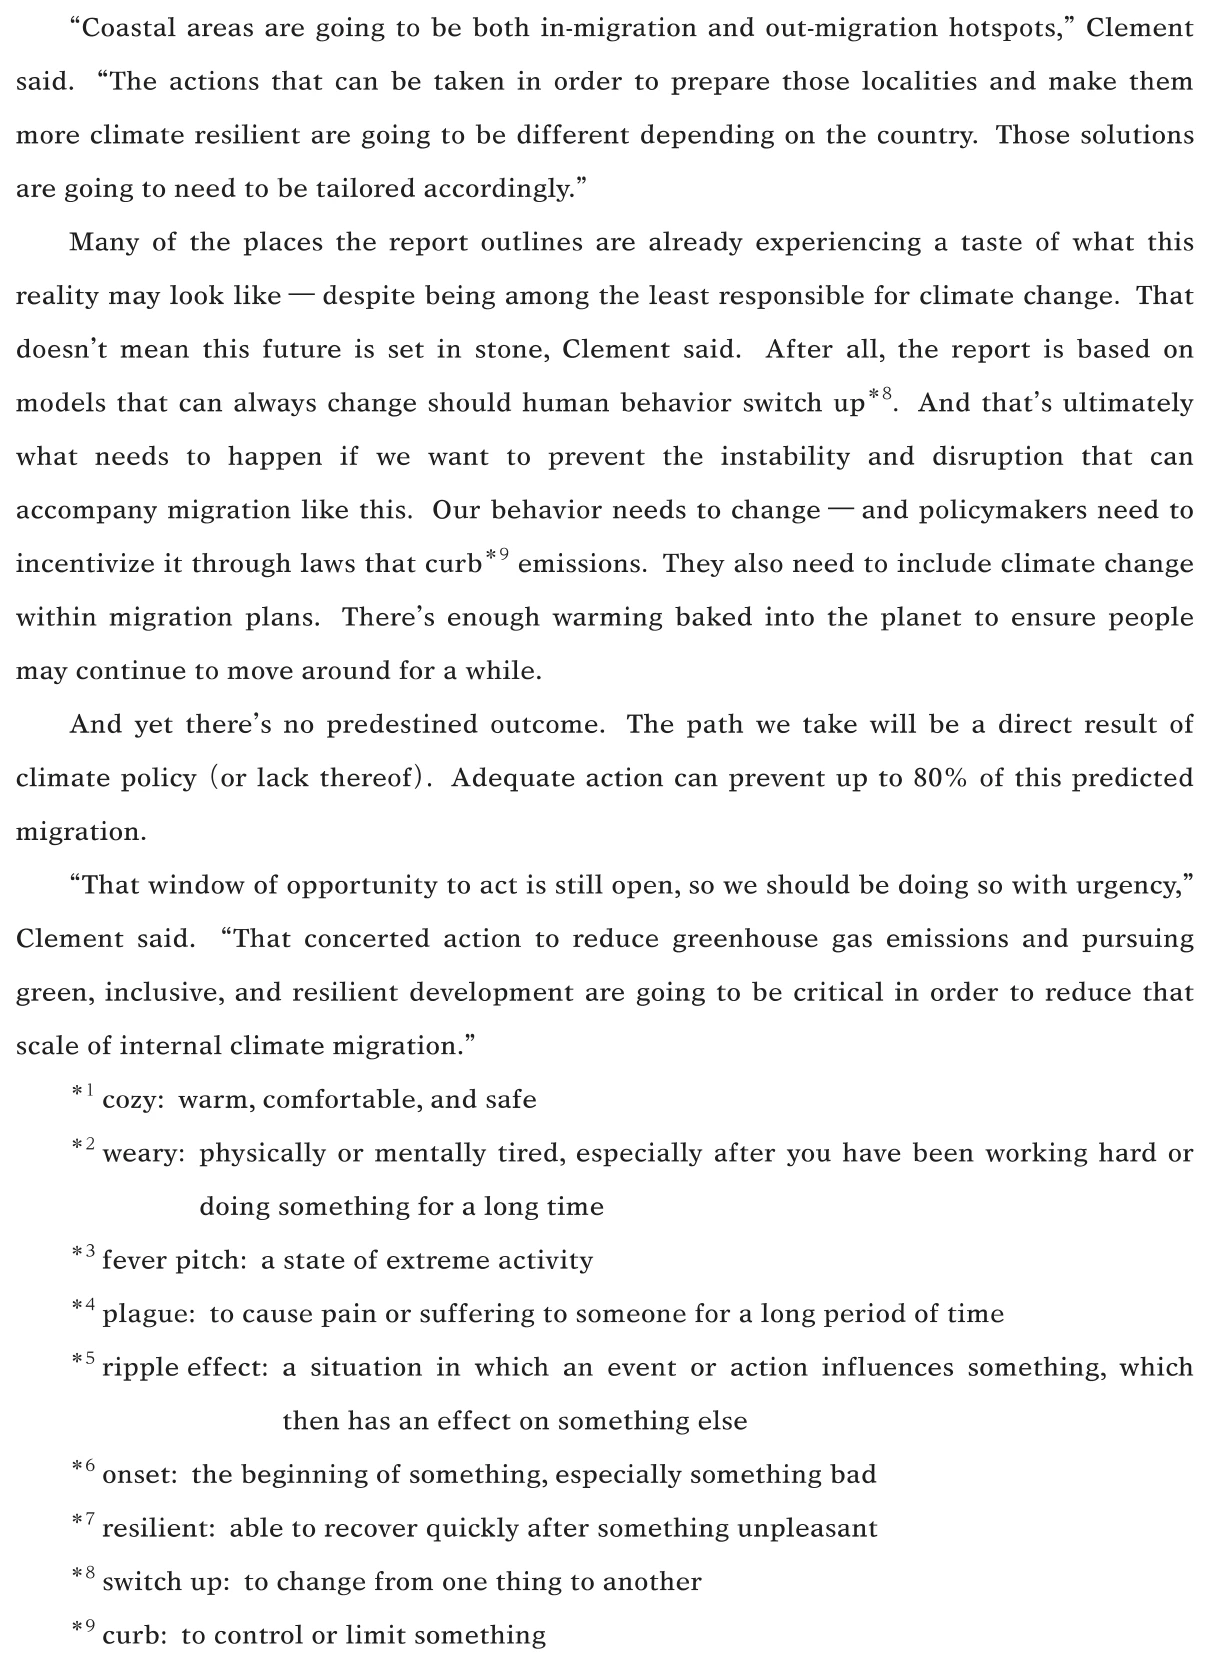 “Coastal areas are going to be both in-migration and out-migration hotspots,” Clement
said. “The actions that can be taken in order to prepare those localities and make them
more climate resilient are going to be different depending on the country. Those solutions
are going to need to be tailored accordingly.”
Many of the places the report outlines are already experiencing a taste of what this
reality may look like — despite being among the least responsible for climate change. That
doesn’t mean this future is set in stone, Clement said. After all, the report is based on
models that can always change should human behavior switch up*8. And that’s ultimately
what needs to happen if we want to prevent the instability and disruption that can
accompany migration like this. Our behavior needs to change — and policymakers need to
incentivize it through laws that curb*9 emissions. They also need to include climate change
within migration plans. There’s enough warming baked into the planet to ensure people
may continue to move around for a while.
And yet there’s no predestined outcome. The path we take will be a direct result of
climate policy (or lack thereof). Adequate action can prevent up to 80% of this predicted
migration.
“That window of opportunity to act is still open, so we should be doing so with urgency,”
Clement said. “That concerted action to reduce greenhouse gas emissions and pursuing
green, inclusive, and resilient development are going to be critical in order to reduce that
scale of internal climate migration.”
*1 cozy: warm, comfortable, and safe
*2 weary: physically or mentally tired, especially after you have been working hard or
doing something for a long time
*3 fever pitch: a state of extreme activity
*4 plague: to cause pain or suffering to someone for a long period of time
*5 ripple effect: a situation in which an event or action influences something, which
then has an effect on something else
*6 onset: the beginning of something, especially something bad
*7 resilient: able to recover quickly after something unpleasant
*8 switch up: to change from one thing to another
*9 curb: to control or limit something